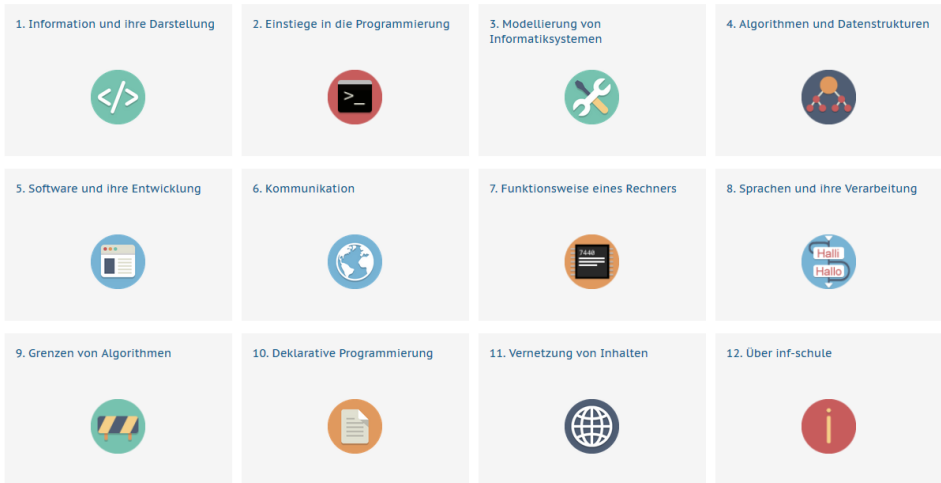 1. Information und ihre Darstellung
2. Einstiege in die Programmierung
3. Modellierung von
Informatiksystemen
4. Algorithmen und Datenstrukturen
</>
>_
5. Software und ihre Entwicklung
6. Kommunikation
7. Funktionsweise eines Rechners
8. Sprachen und ihre Verarbeitung
7440
Halli
Hallo
9. Grenzen von Algorithmen
10. Deklarative Programmierung
11. Vernetzung von Inhalten
12. Über inf-schule
i